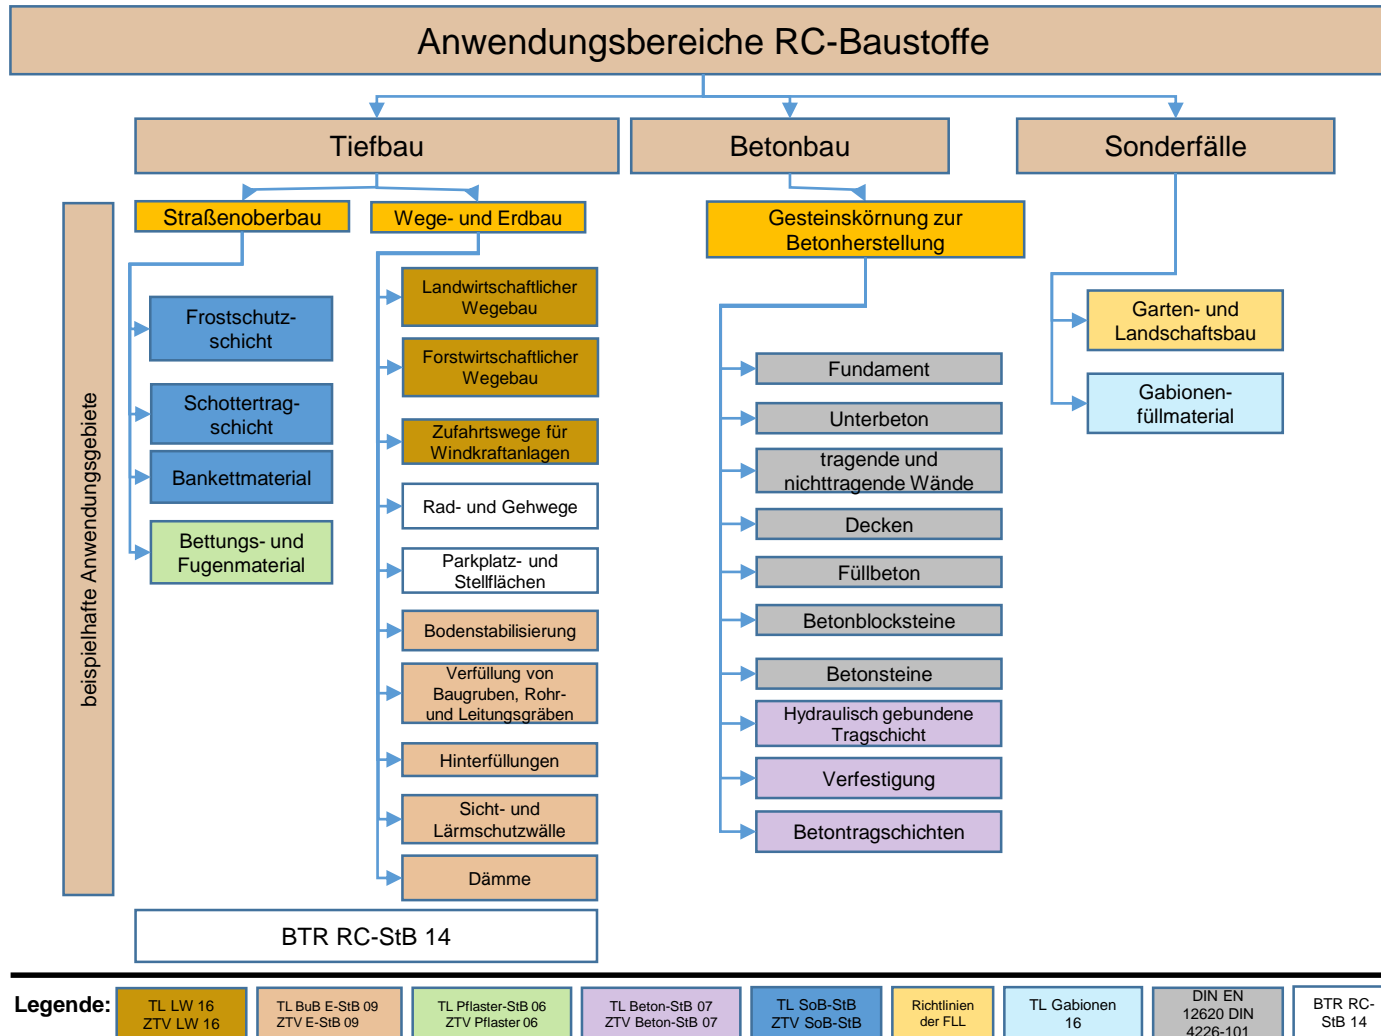 Anwendungsbereiche RC-Baustoffe
Tiefbau
Betonbau
Sonderfälle
beispielhafte Anwendungsgebiete
Straßenoberbau
Frostschutz-
schicht
Schottertrag-
schicht
Bankettmaterial
Bettungs- und
Fugenmaterial
Wege- und Erdbau
Landwirtschaftlicher
Wegebau
Forstwirtschaftlicher
Wegebau
Zufahrtswege für
Windkraftanlagen
Rad- und Gehwege
Parkplatz- und
Stellflächen
Bodenstabilisierung
Verfüllung von
Baugruben, Rohr-
und Leitungsgräben
Hinterfüllungen
Sicht- und
Lärmschutzwälle
Dämme
BTR RC-StB 14
Gesteinskörnung zur
Betonherstellung
Fundament
Unterbeton
tragende und
nichttragende Wände
Decken
Füllbeton
Betonblocksteine
Betonsteine
Hydraulisch gebundene
Tragschicht
Verfestigung
Betontragschichten
Garten- und
Landschaftsbau
Gabionen-
füllmaterial
Legende:
TL LW 16
ZTV LW 16
TL BuB E-StB 09
ZTV E-StB 09
TL Pflaster-StB 06
ZTV Pflaster 06
TL Beton-StB 07
ZTV Beton-StB 07
TL SoB-StB
ZTV SoB-StB
Richtlinien
der FLL
TL Gabionen
16
DIN EN
12620 DIN
4226-101
BTR RC-
StB 14